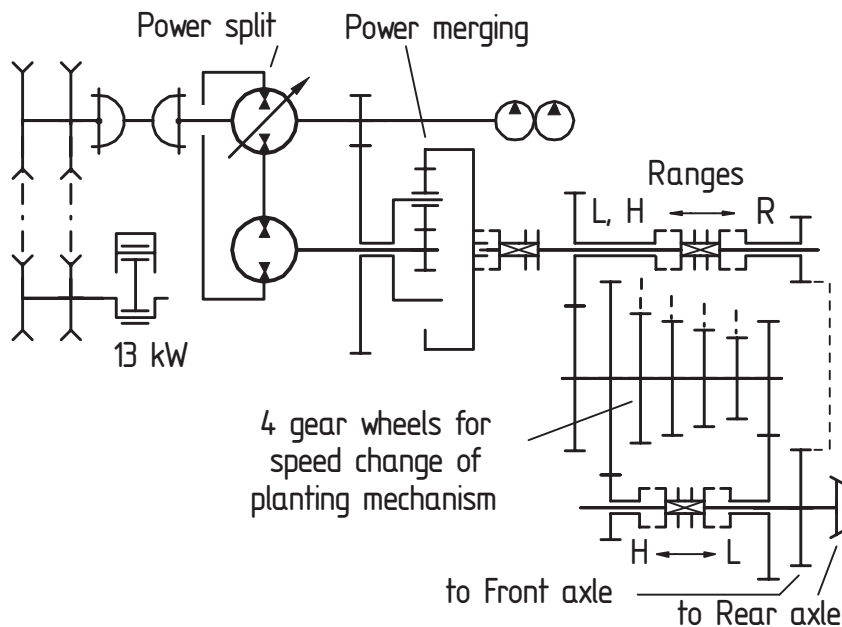 Power split
Power merging
Ranges
L, H
R
13 kW
4 gear wheels for
speed change of
planting mechanism
H
L
to Front axle
to Rear axle